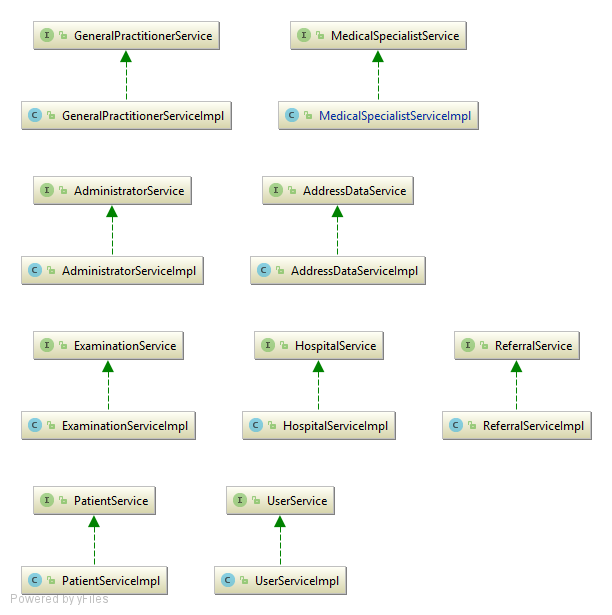 I GeneralPractitionerService
I MedicalSpecialistService
C GeneralPractitionerServiceImpl
C MedicalSpecialistServiceImpl
I AdministratorService
I AddressDataService
C AdministratorServiceImpl
C AddressDataServiceImpl
I ExaminationService
I HospitalService
I ReferralService
C ExaminationServiceImpl
C HospitalServiceImpl
C ReferralServiceImpl
I PatientService
I UserService
C PatientServiceImpl
C UserServiceImpl
Powered by yFiles